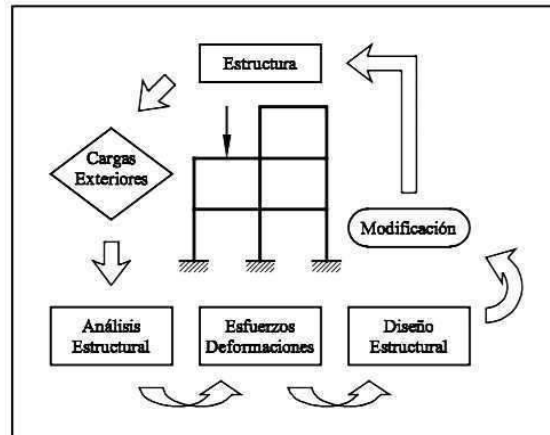 Estructura
Cargas
Exteriores
Modificación
Análisis
Estructural
Esfuerzos
Deformaciones
Diseño
Estructural